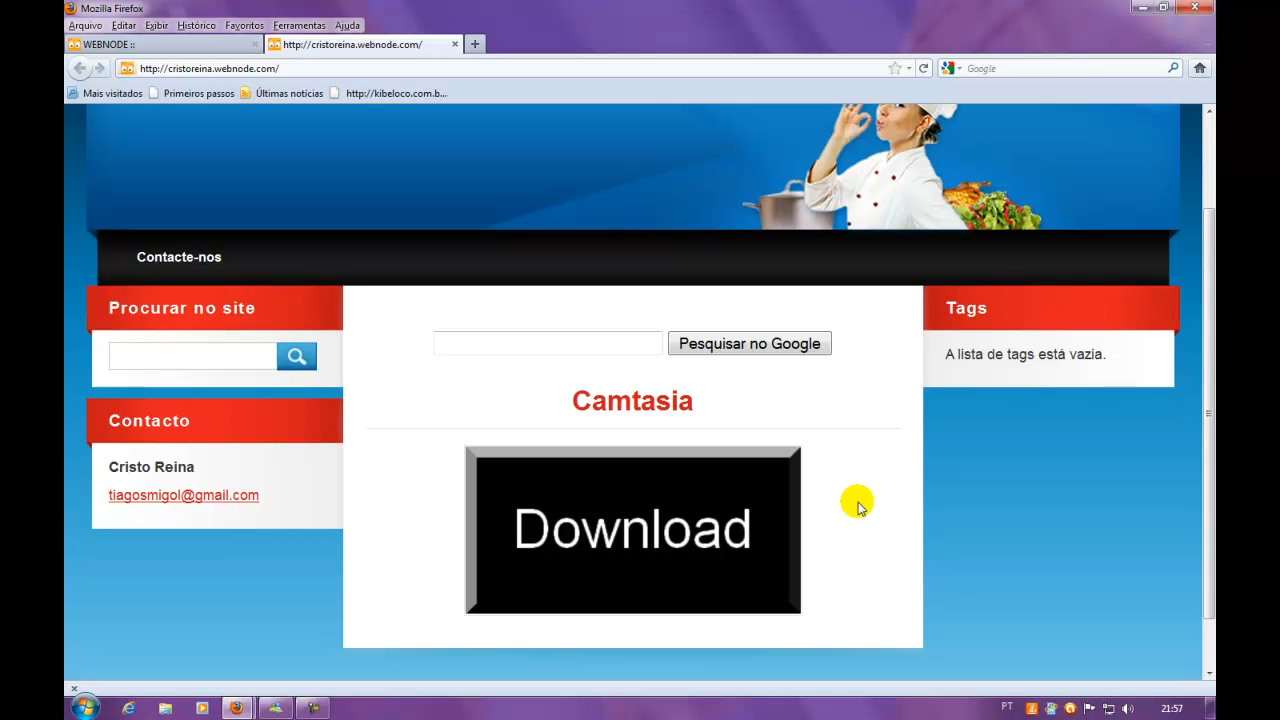 Mozilla Firefox
Arquivo Editar Exibir Histórico Favoritos Ferramentas Ajuda
WEBNODE ::
http://cristoreina.webnode.com/
http://cristoreina.webnode.com/
Google
Mais visitados
Primeiros passos
Últimas notícias
http://kibeloco.com.b...
Contacte-nos
Procurar no site
Pesquisar no Google
Tags
A lista de tags está vazia.
Camtasia
Contacto
Cristo Reina
tiagosmigol@gmail.com
Download
PT
21:57